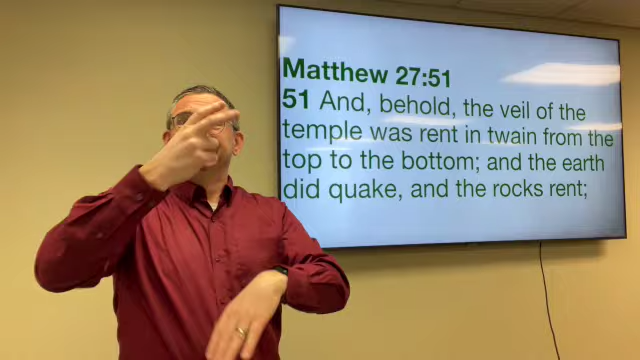 Matthew 27:51
51 And, behold, the veil of the
temple was rent in twain from the
top to the bottom; and the earth
did quake, and the rocks rent;